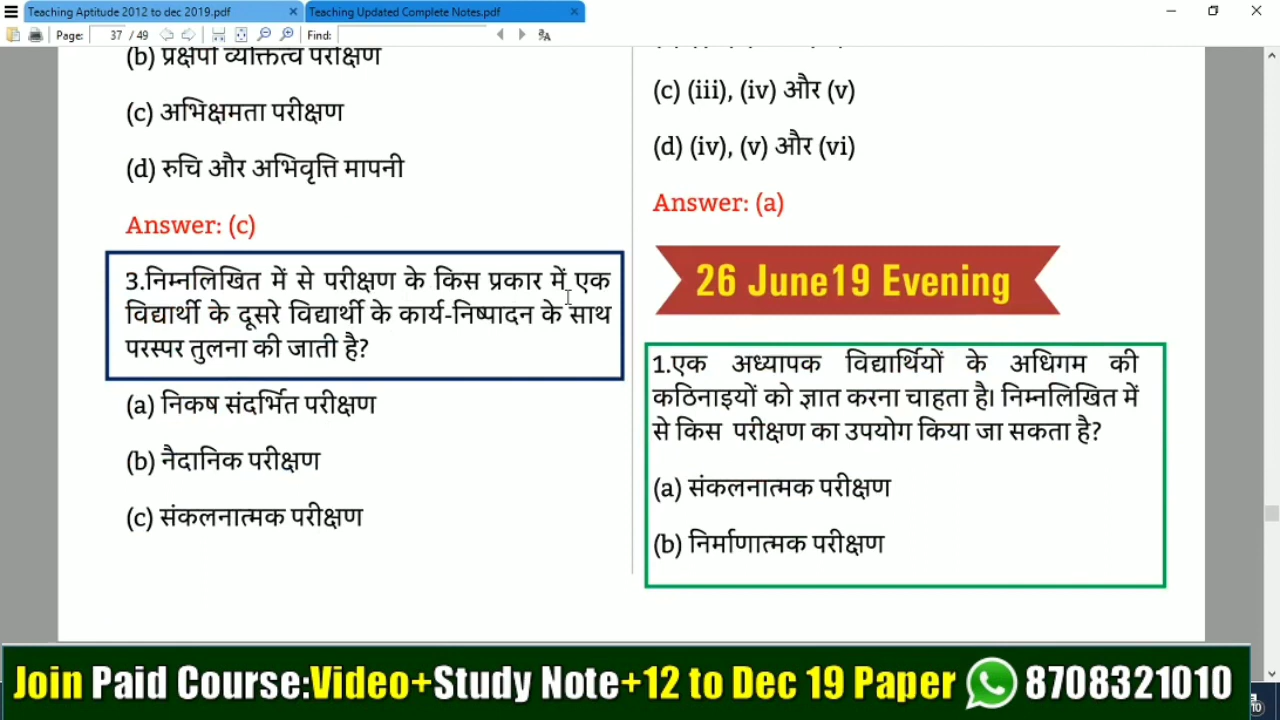 Teaching Aptitude 2012 to dec 2019.pdf
Teaching Updated Complete Notes.pdf
Page: 37 / 49 Find:
(b) प्रक्षेपी व्यक्तित्व परीक्षण
(c) अभिक्षमता परीक्षण
(d) रुचि और अभिवृत्ति मापनी
Answer: (c)
3.निम्नलिखित में से परीक्षण के किस प्रकार में एक
विद्यार्थी के दूसरे विद्यार्थी के कार्य-निष्पादन के साथ
परस्पर तुलना की जाती है?
(a) निकष संदर्भित परीक्षण
(b) नैदानिक परीक्षण
(c) संकलनात्मक परीक्षण
(c) (iii), (iv) और (v)
(d) (iv), (v) और (vi)
Answer: (a)
26 June19 Evening
1.एक अध्यापक विद्यार्थियों के अधिगम की
कठिनाइयों को ज्ञात करना चाहता है। निम्नलिखित में
से किस परीक्षण का उपयोग किया जा सकता है?
(a) संकलनात्मक परीक्षण
(b) निर्माणात्मक परीक्षण
Join Paid Course:Video+Study Note+12 to Dec 19 Paper 8708321010